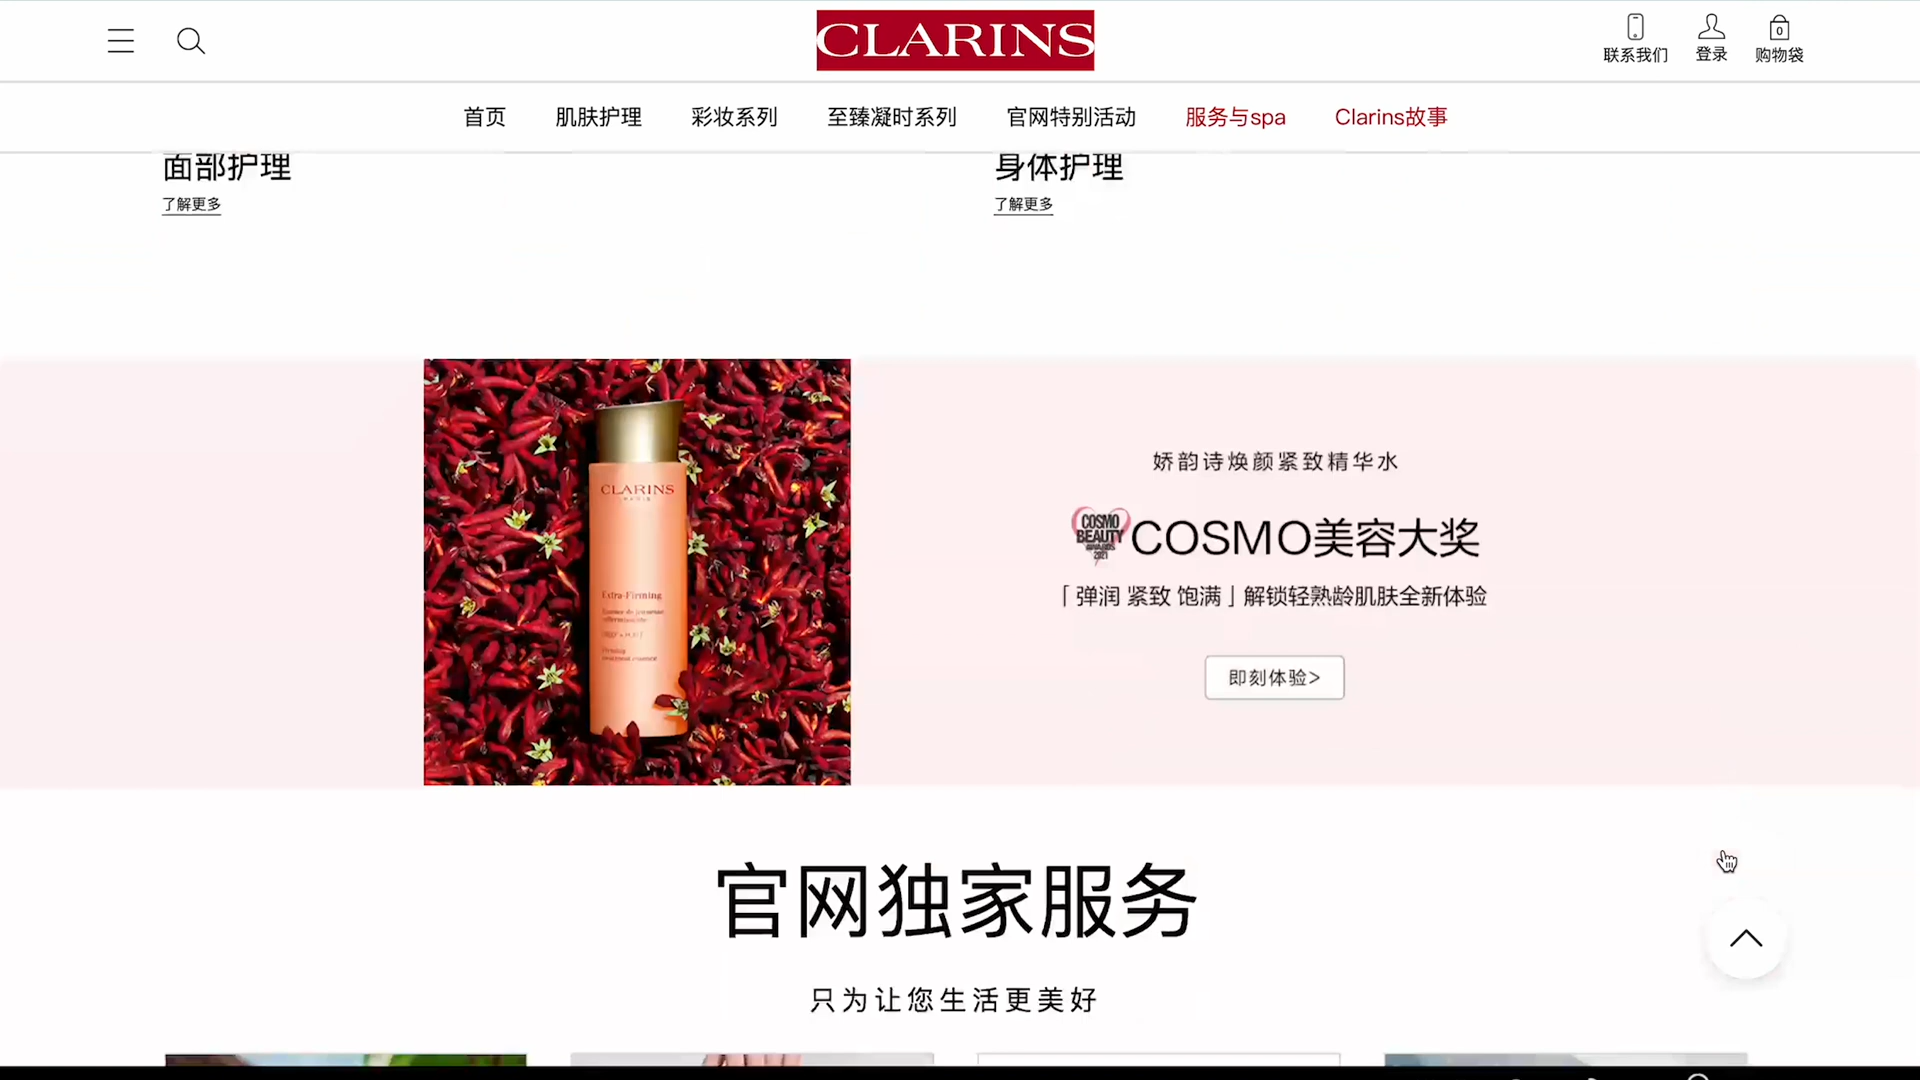 CLARINS
联系我们
登录
0
购物袋
首页 肌肤护理 彩妆系列 至臻凝时系列 官网特别活动 服务与spa Clarins故事
面部护理
了解更多
身体护理
了解更多
CLARINS
Extra-Firming
娇韵诗焕颜紧致精华水
COSMO
BEAUTY
AWARDS
2021
COSMO美容大奖
「弹润 紧致 饱满」解锁轻熟龄肌肤全新体验
即刻体验>
官网独家服务
只为让您生活更美好